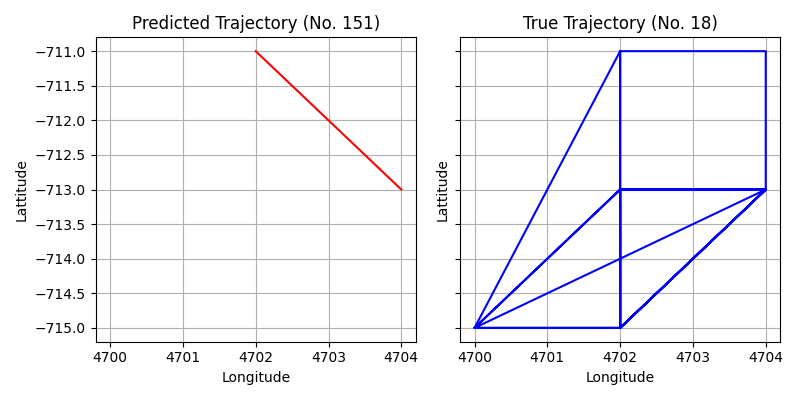 Predicted Trajectory (No. 151)
−711.0
−711.5
−712.0
−712.5
−713.0
−713.5
−714.0
−714.5
−715.0
Lattitude
4700 4701 4702 4703 4704
Longitude
True Trajectory (No. 18)
Lattitude
4700 4701 4702 4703 4704
Longitude